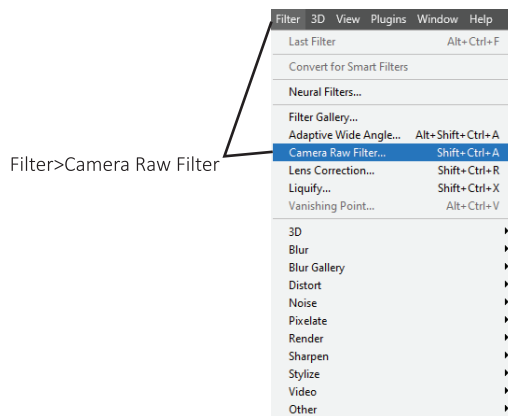 Filter 3D View Plugins Window Help
Last Filter Alt+Ctrl+F
Convert for Smart Filters
Neural Filters...
Filter Gallery...
Adaptive Wide Angle... Alt+Shift+Ctrl+A
Camera Raw Filter... Shift+Ctrl+A
Filter>Camera Raw Filter
Lens Correction... Shift+Ctrl+R
Liquify... Shift+Ctrl+X
Vanishing Point... Alt+Ctrl+V
3D
Blur
Blur Gallery
Distort
Noise
Pixelate
Render
Sharpen
Stylize
Video
Other